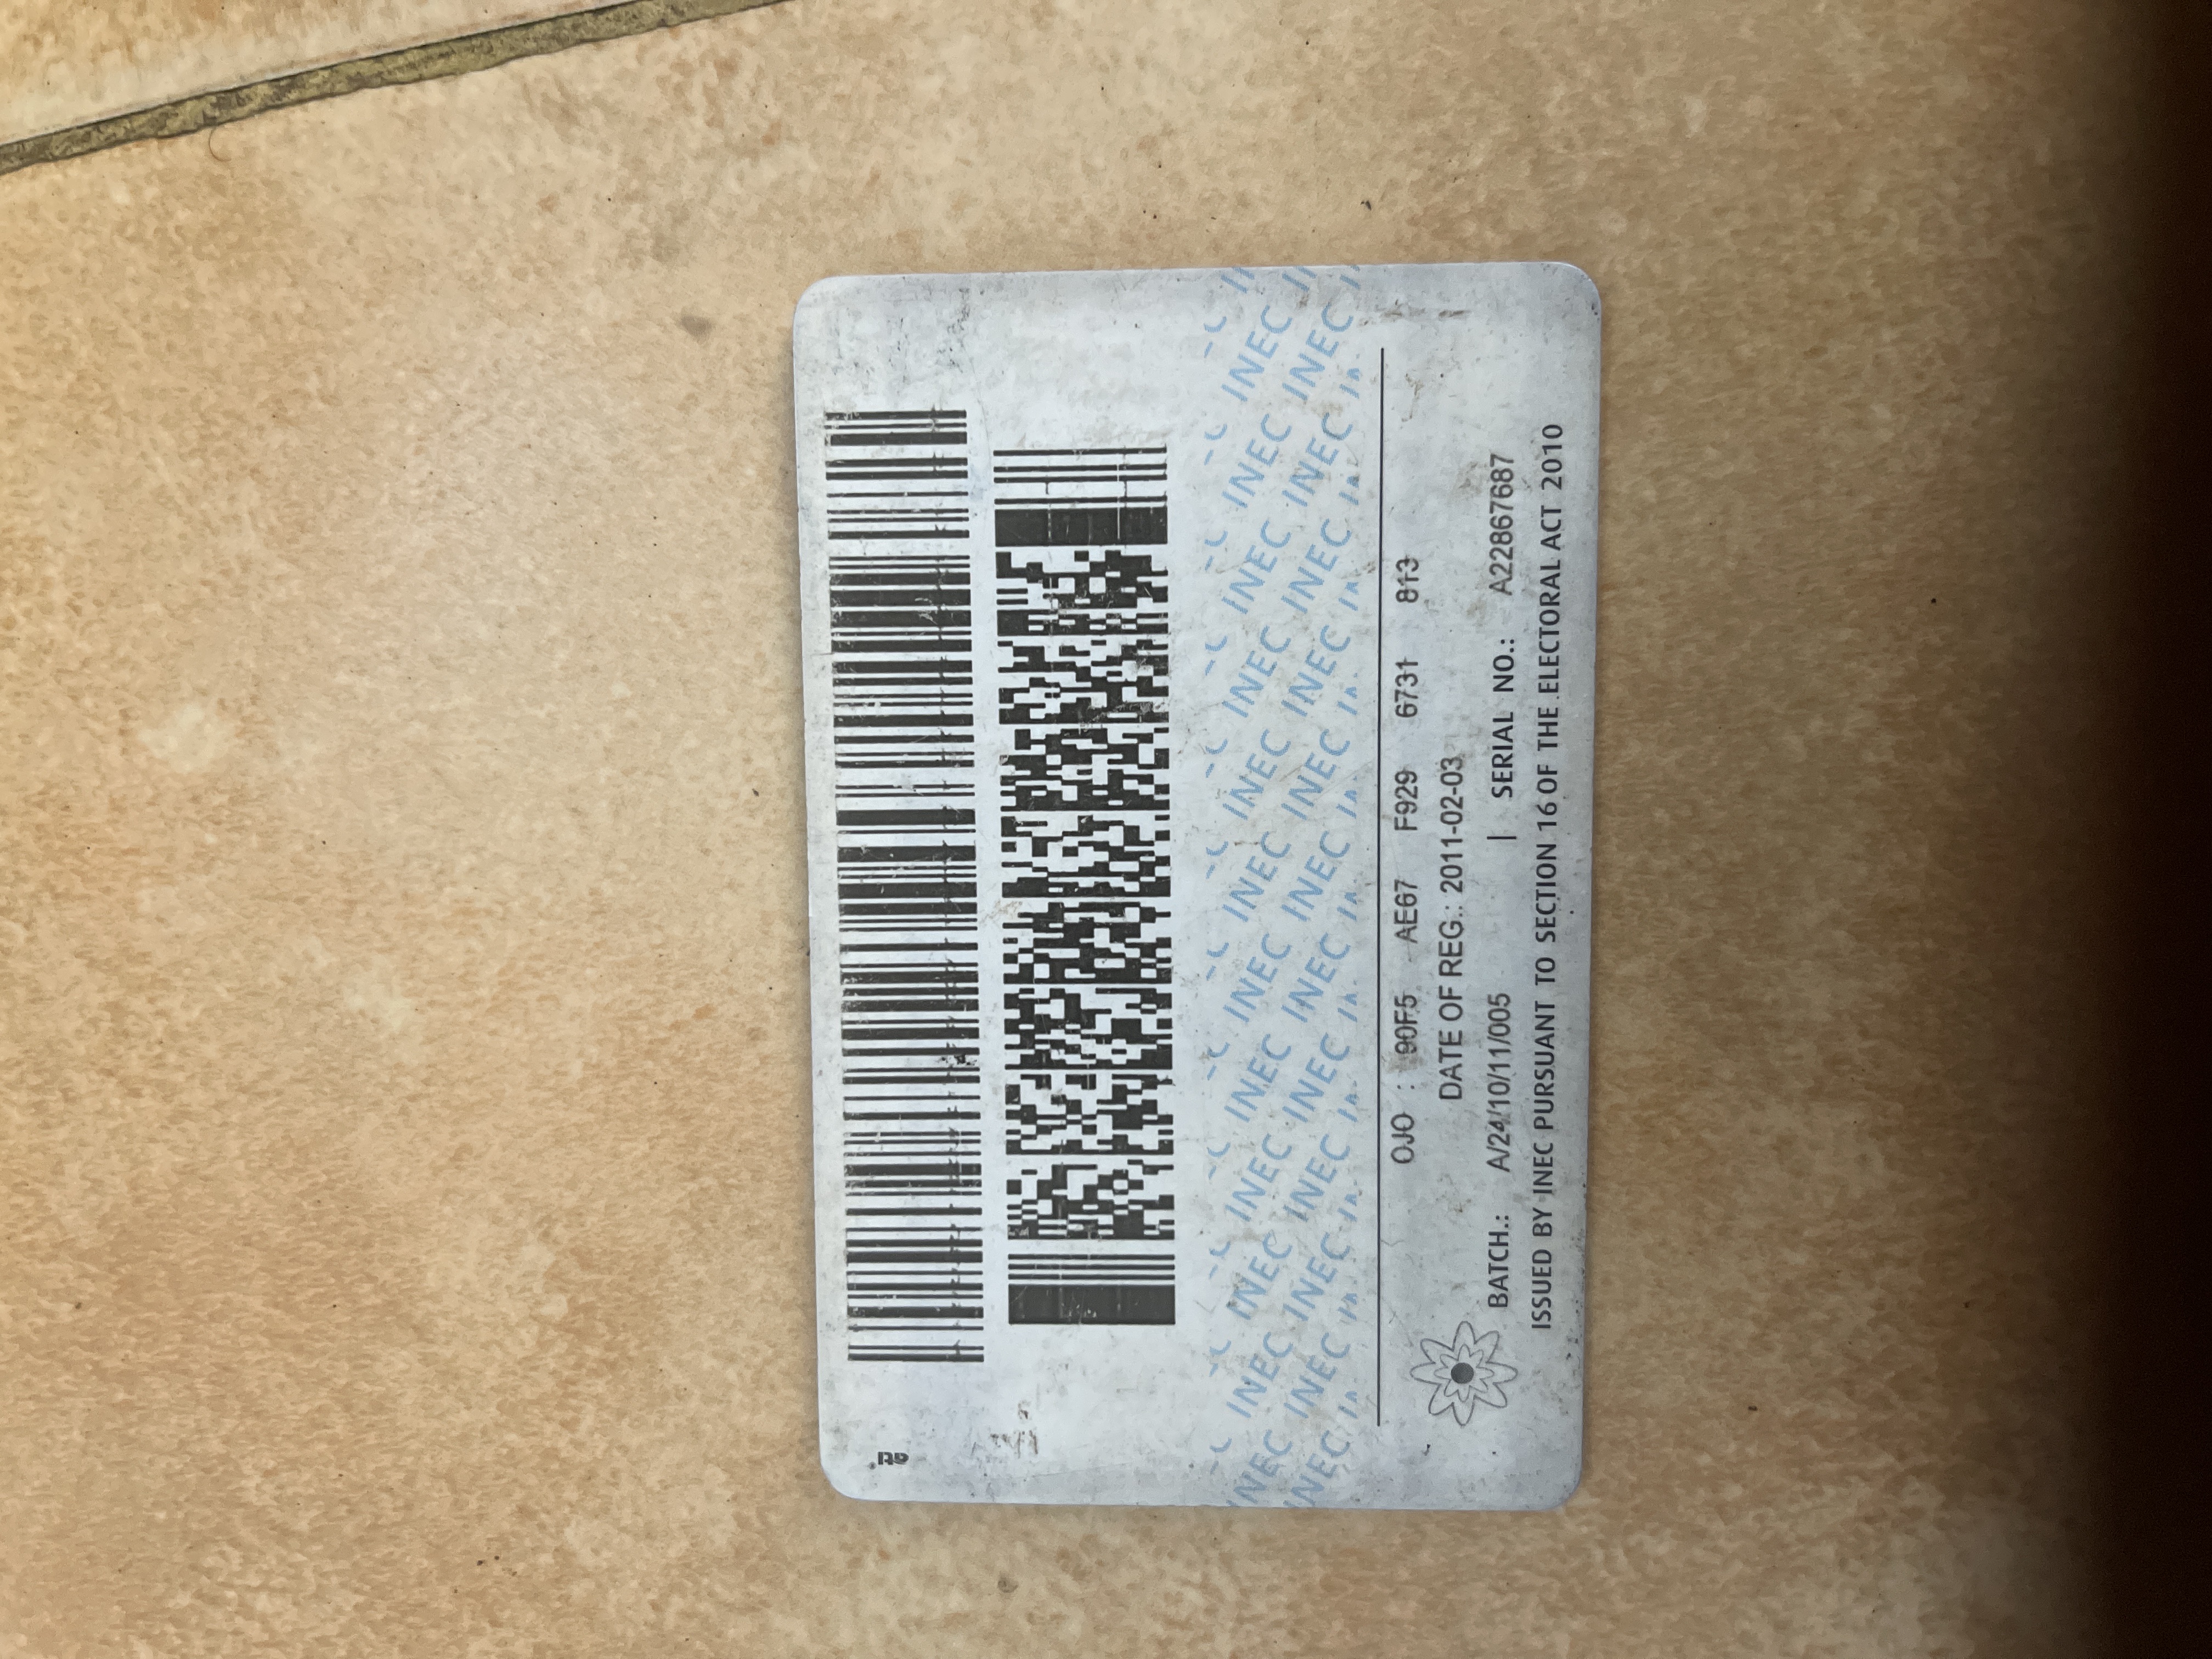 atl
INEC INEC INEC INEC INEC INEC INEC INEC INEC INEC INEC INEC
INEC INEC INEC INEC INEC INEC INEC INEC INEC INEC INEC INEC
OJO : 90F5 AE67 F929 6731 813
DATE OF REG.: 2011-02-03
BATCH.: A/24/10/11/005 | SERIAL NO.: A22867687
ISSUED BY INEC PURSUANT TO SECTION 16 OF THE ELECTORAL ACT 2010